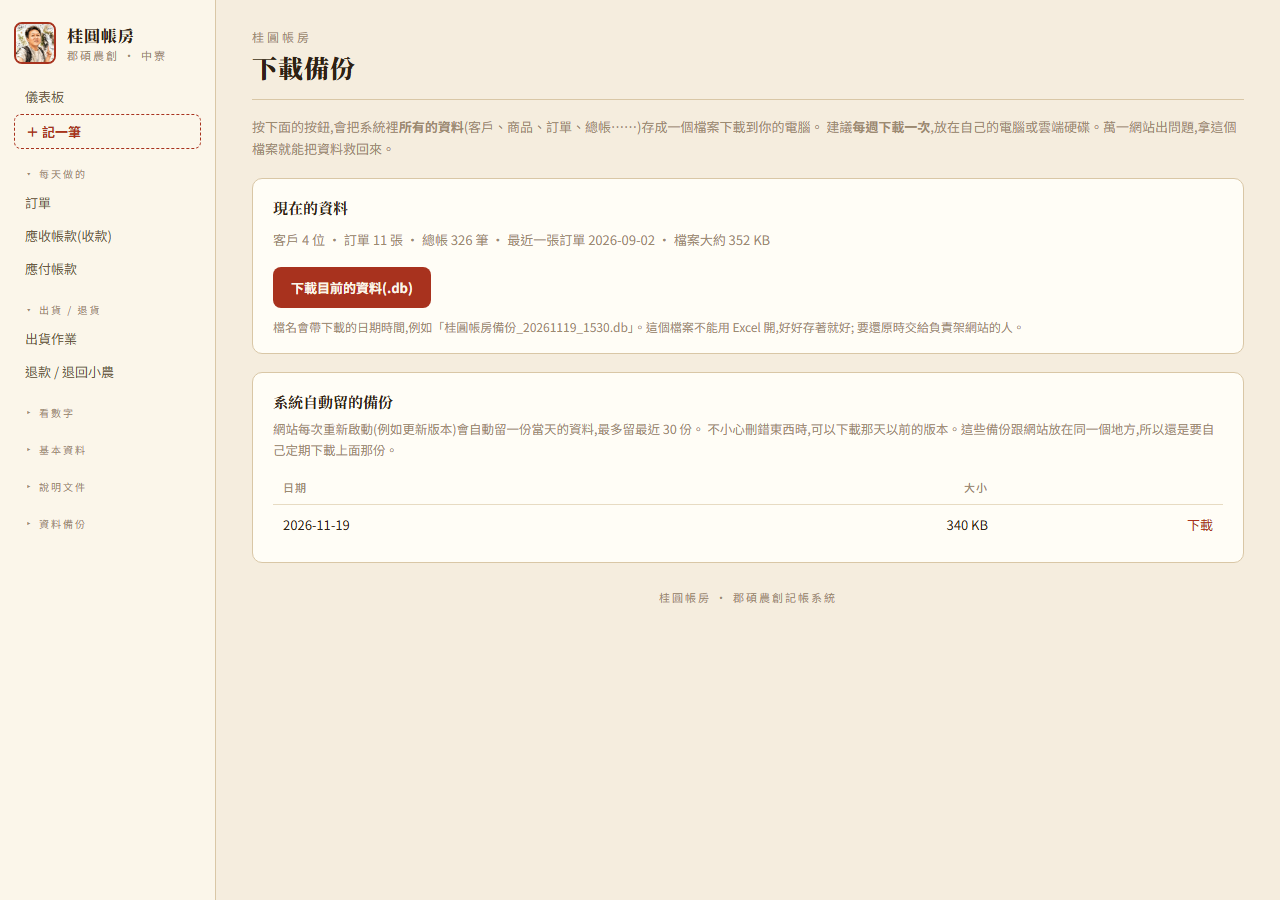 桂圓帳房
郡碩農創 · 中寮
儀表板
＋ 記一筆
每天做的
訂單
應收帳款(收款)
應付帳款
出貨 / 退貨
出貨作業
退款 / 退回小農
看數字
基本資料
說明文件
資料備份
桂圓帳房
下載備份
按下面的按鈕,會把系統裡所有的資料(客戶、商品、訂單、總帳⋯⋯)存成一個檔案下載到你的電腦。 建議每週下載一次,放在自己的電腦或雲端硬碟。萬一網站出問題,拿這個
檔案就能把資料救回來。
現在的資料
客戶 4 位 · 訂單 11 張 · 總帳 326 筆 · 最近一張訂單 2026-09-02 · 檔案大約 352 KB
下載目前的資料(.db)
檔名會帶下載的日期時間,例如「桂圓帳房備份_20261119_1530.db」。這個檔案不能用 Excel 開,好好存著就好; 要還原時交給負責架網站的人。
系統自動留的備份
網站每次重新啟動(例如更新版本)會自動留一份當天的資料,最多留最近 30 份。 不小心刪錯東西時,可以下載那天以前的版本。這些備份跟網站放在同一個地方,所以還是要自
己定期下載上面那份。
日期 大小
2026-11-19 340 KB 下載
桂圓帳房 · 郡碩農創記帳系統